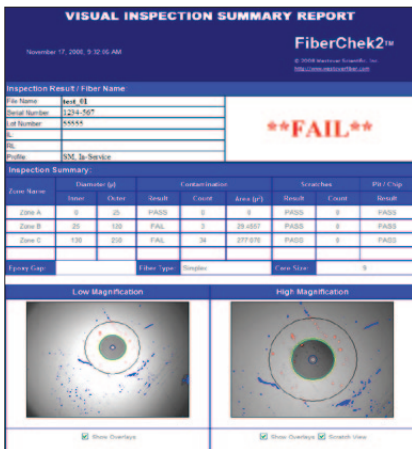 VISUAL INSPECTION SUMMARY REPORT
November 17, 2008, 9:32:06 AM
FiberChek2™
© 2008 Westover Scientific, Inc.
http://www.westoverfiber.com
Inspection Result / Fiber Name
File Name test_01
Serial Number 1234-567
Lot Number 55555
IL
RL
Profile SM, In-Service
**FAIL**
Inspection Summary:
Zone Name Diameter (µ) Contamination Scratches Pit / Chip
Inner Outer Result Count Area (µ²) Result Count Result
Zone A 0 25 PASS 0 0 PASS 0 PASS
Zone B 25 120 FAIL 3 PASS 0 PASS
Zone C 130 250 FAIL 34 PASS 0 PASS
Epoxy Gap: Fiber Type: Simplex Core Size: 9
Low Magnification High Magnification
Show Overlays Show Overlays Scratch View